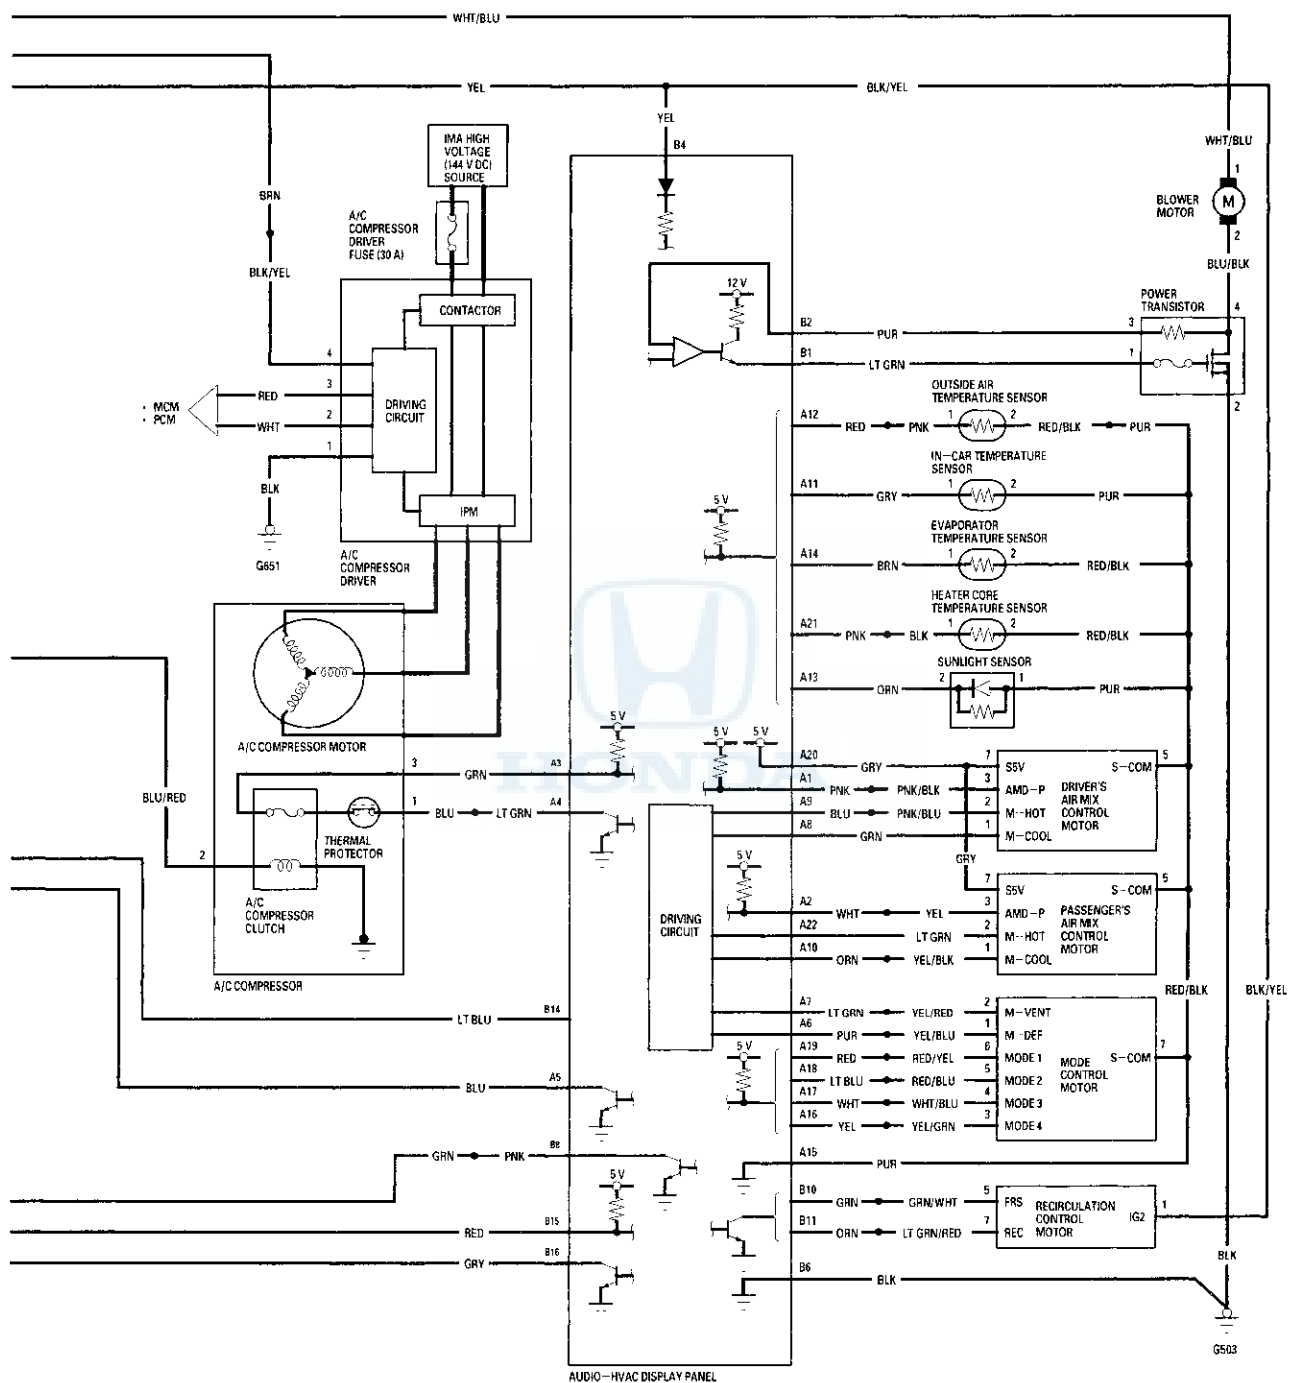 WHT/BLU
YEL
BLK/YEL
YEL
B4
WHT/BLU
1
BLOWER
MOTOR
M
2
BLU/BLK
IMA HIGH
VOLTAGE
(144 V DC)
SOURCE
BRN
A/C
COMPRESSOR
DRIVER
FUSE (30 A)
BLK/YEL
CONTACTOR
12 V
POWER
TRANSISTOR
4
B2
PUR
3
B1
LT GRN
1
2
4
RED
3
MCM
PCM
WHT
2
DRIVING
CIRCUIT
1
BLK
IPM
G651
A/C
COMPRESSOR
DRIVER
OUTSIDE AIR
TEMPERATURE SENSOR
A12
RED
PNK
1
2
RED/BLK
PUR
IN-CAR TEMPERATURE
SENSOR
A11
GRY
1
2
PUR
5 V
EVAPORATOR
TEMPERATURE SENSOR
A14
BRN
1
2
RED/BLK
HEATER CORE
TEMPERATURE SENSOR
A21
PNK
BLK
1
2
RED/BLK
SUNLIGHT SENSOR
A13
ORN
2
1
PUR
A/C COMPRESSOR MOTOR
HONDA
5 V
3
GRN
A3
BLU/RED
1
BLU
LT GRN
A4
THERMAL
PROTECTOR
2
A/C
COMPRESSOR
CLUTCH
A/C COMPRESSOR
5 V
5 V
A20
GRY
7
S5V
S-COM
5
A1
PNK
PNK/BLK
3
AMD-P
A9
BLU
PNK/BLU
2
M-HOT
A8
GRN
1
M-COOL
DRIVER'S
AIR MIX
CONTROL
MOTOR
GRY
5 V
7
S5V
S-COM
5
A2
WHT
YEL
3
AMD-P
A22
LT GRN
2
M-HOT
A10
ORN
YEL/BLK
1
M-COOL
PASSENGER'S
AIR MIX
CONTROL
MOTOR
DRIVING
CIRCUIT
RED/BLK
BLK/YEL
LT BLU
B14
A7
LT GRN
YEL/RED
2
M-VENT
A6
PUR
YEL/BLU
1
M-DEF
A19
RED
RED/YEL
6
MODE 1
S-COM
7
A18
LT BLU
RED/BLU
5
MODE 2
A17
WHT
WHT/BLU
4
MODE 3
A16
YEL
YEL/GRN
3
MODE 4
MODE
CONTROL
MOTOR
5 V
BLU
A5
GRN
PNK
B8
A15
PUR
5 V
B10
GRN
GRN/WHT
5
FRS
B11
ORN
LT GRN/RED
7
REC
RECIRCULATION
CONTROL
MOTOR
IG2
1
RED
B15
GRY
B16
B6
BLK
BLK
G503
AUDIO-HVAC DISPLAY PANEL